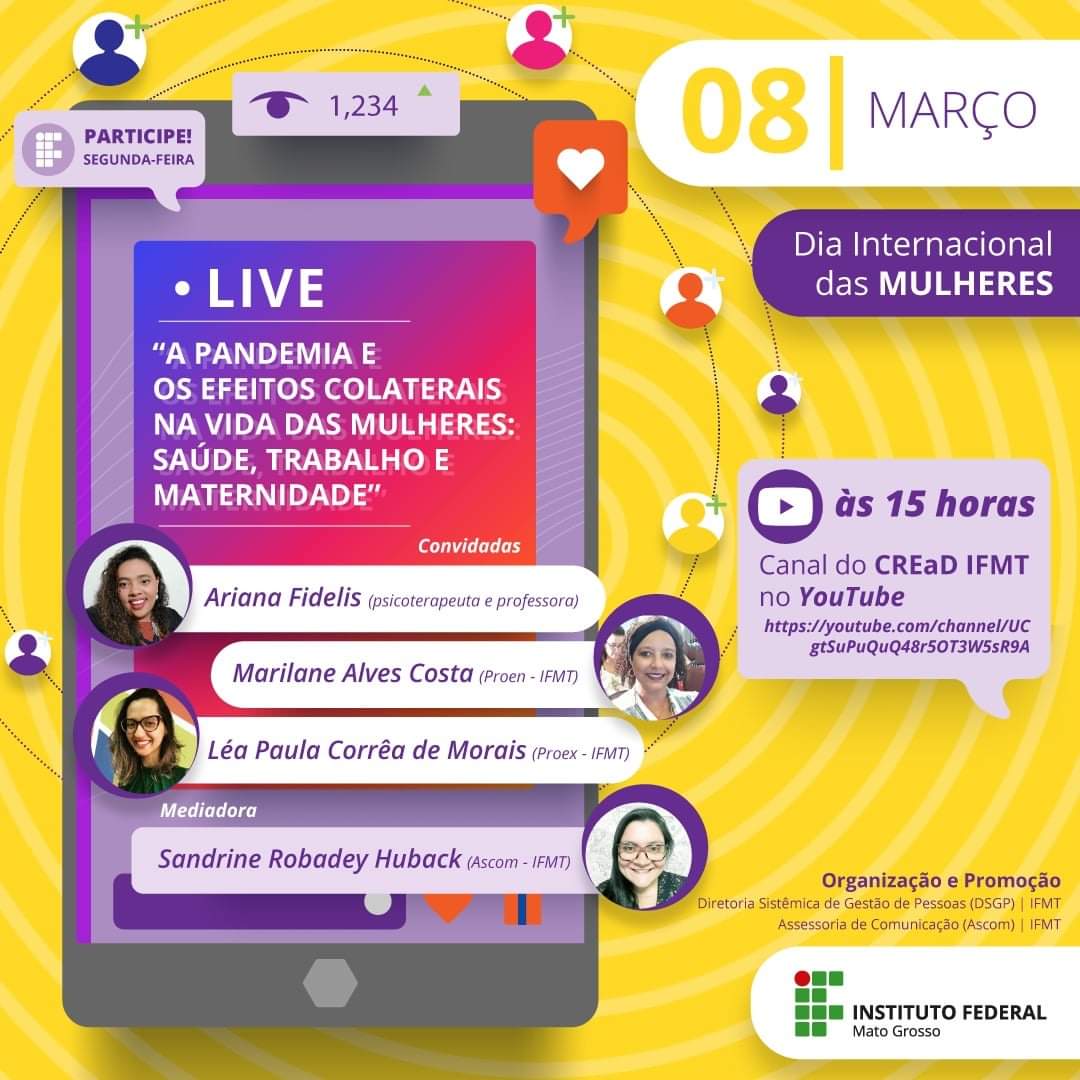 1,234
PARTICIPE!
SEGUNDA-FEIRA
08 MARÇO
Dia Internacional
das MULHERES
• LIVE
“A PANDEMIA E
OS EFEITOS COLATERAIS
NA VIDA DAS MULHERES:
SAÚDE, TRABALHO E
MATERNIDADE”
Convidadas
Ariana Fidelis (psicoterapeuta e professora)
Marilane Alves Costa (Proen - IFMT)
Léa Paula Corrêa de Morais (Proex - IFMT)
Mediadora
Sandrine Robadey Huback (Ascom - IFMT)
às 15 horas
Canal do CREaD IFMT
no YouTube
https://youtube.com/channel/UC
gtSuPuQuQ48r5OT3W5sR9A
Organização e Promoção
Diretoria Sistêmica de Gestão de Pessoas (DSGP) | IFMT
Assessoria de Comunicação (Ascom) | IFMT
INSTITUTO FEDERAL
Mato Grosso